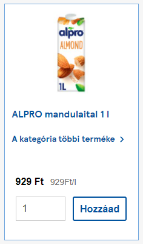 alpro
ALMOND
1L
ALPRO mandulaital 1 l
A kategória többi terméke >
929 Ft 929Ft/l
1
Hozzáad